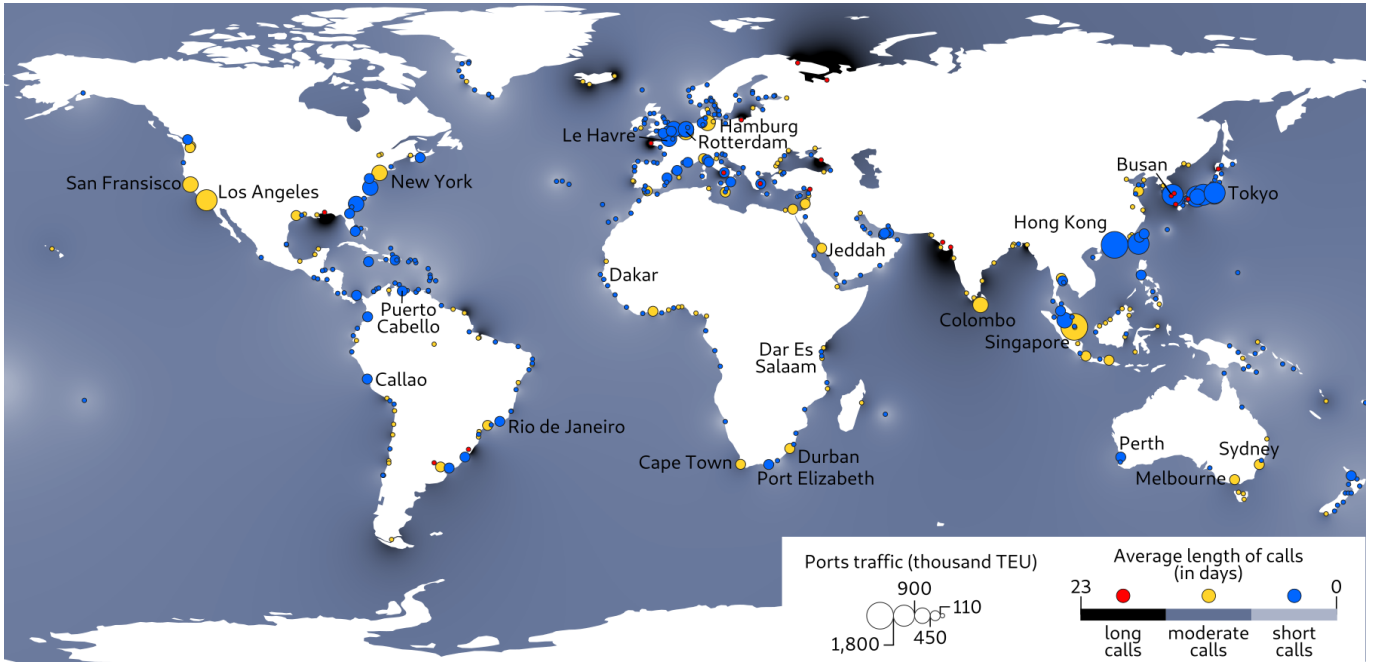 Le Havre
Hamburg
Rotterdam
San Fransisco
Los Angeles
New York
Busan
Tokyo
Hong Kong
Jeddah
Dakar
Puerto
Cabello
Colombo
Singapore
Dar Es
Salaam
Callao
Rio de Janeiro
Perth
Sydney
Cape Town
Durban
Port Elizabeth
Melbourne
Ports traffic (thousand TEU)
900
110
450
1,800
Average length of calls
(in days)
23
0
long
calls
moderate
calls
short
calls